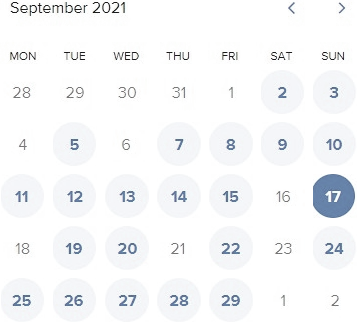 September 2021
MON TUE WED THU FRI SAT SUN
28 29 30 31 1 2 3
4 5 6 7 8 9 10
11 12 13 14 15 16 17
18 19 20 21 22 23 24
25 26 27 28 29 1 2